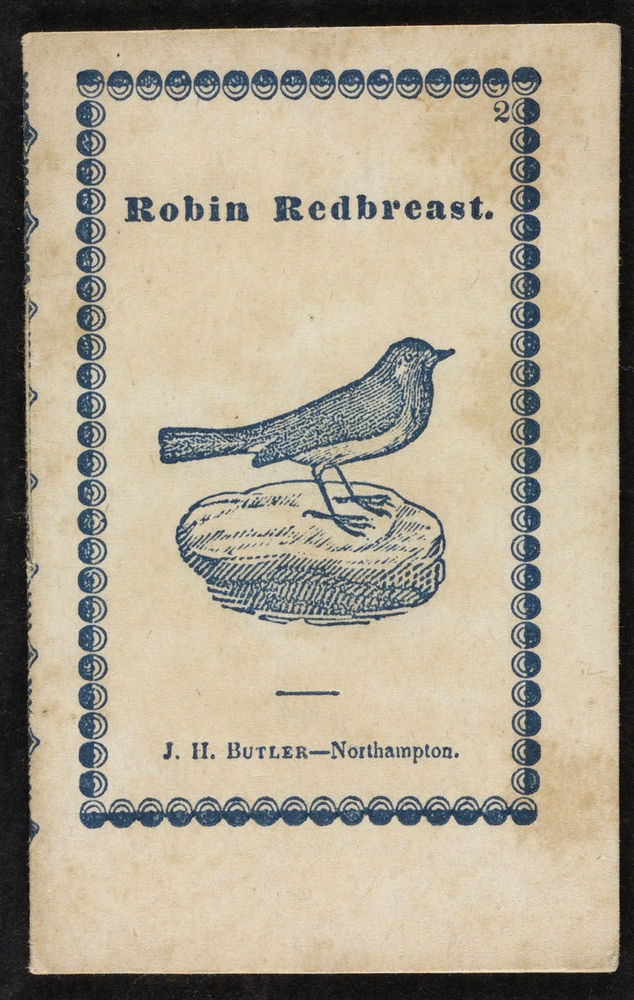 2
Robin Redbreast.
J. H. BUTLER—Northampton.